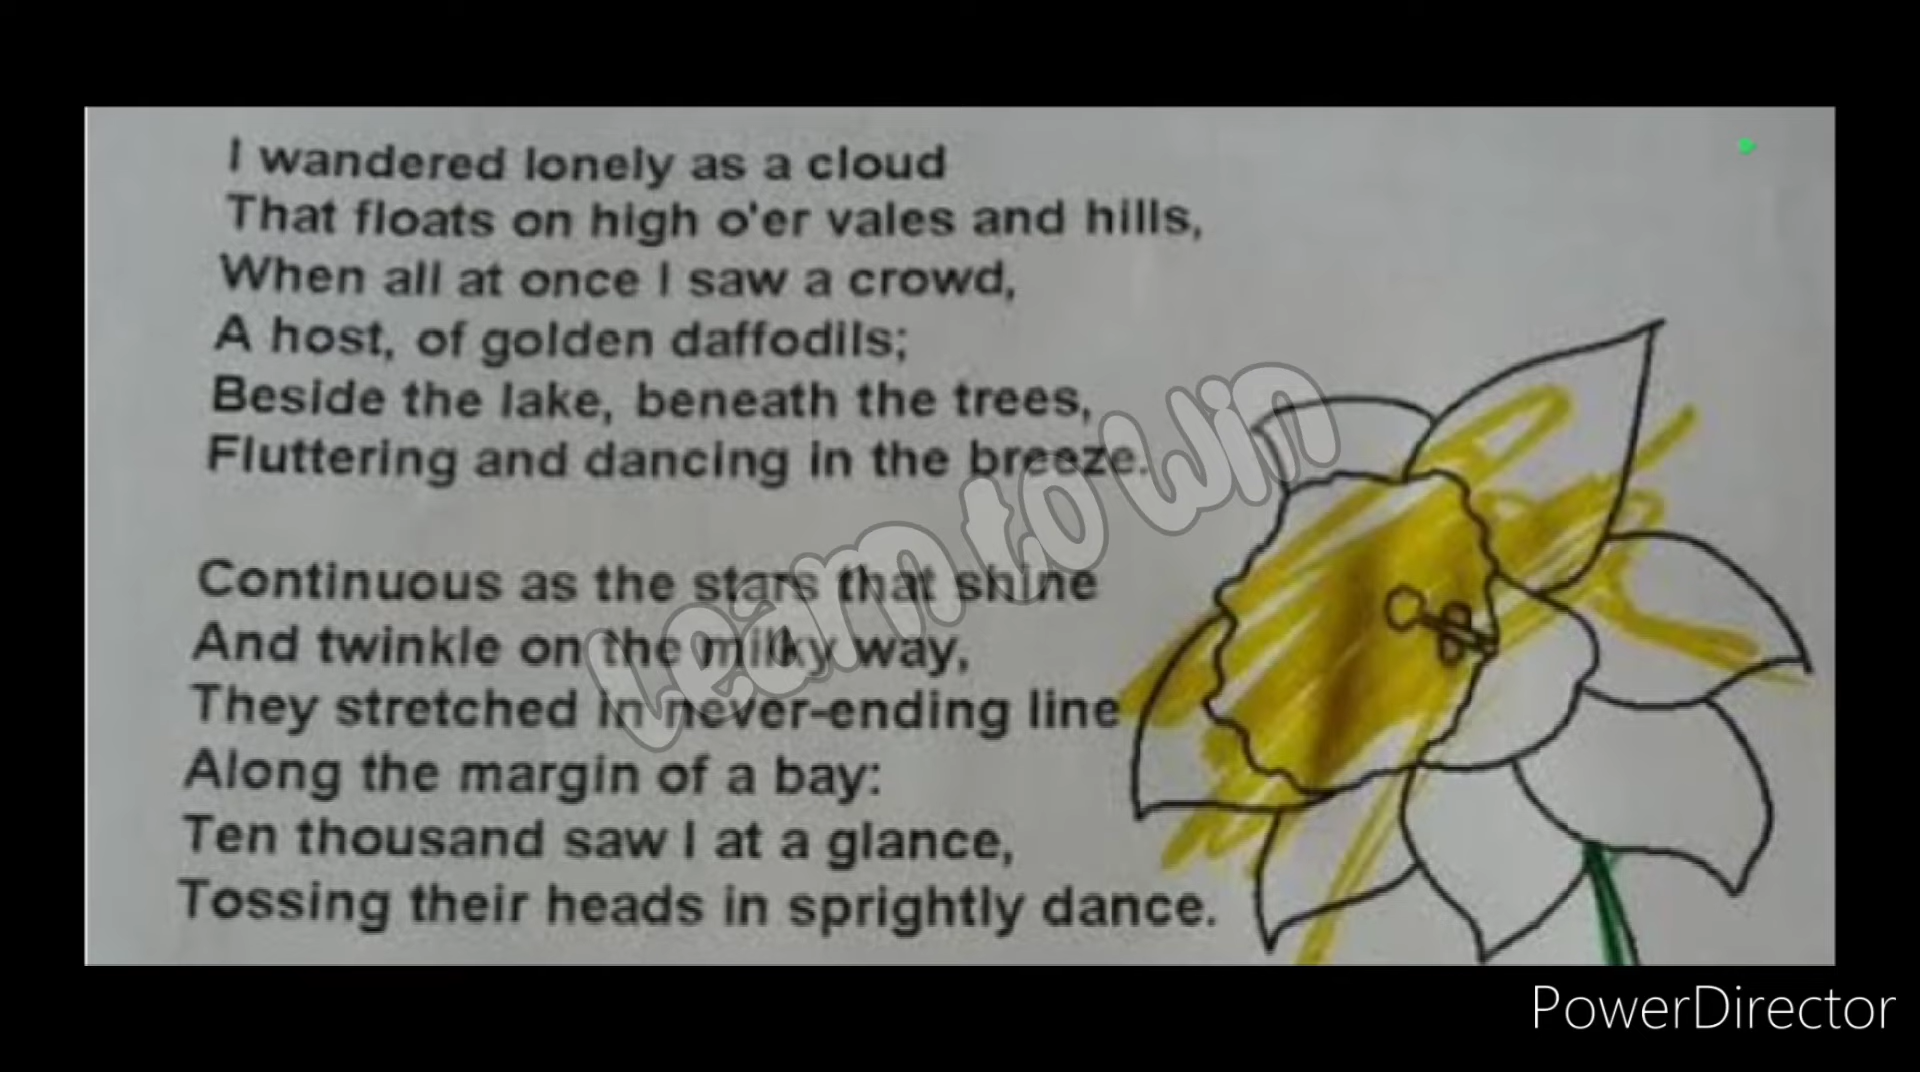 I wandered lonely as a cloud
That floats on high o'er vales and hills,
When all at once I saw a crowd,
A host, of golden daffodils;
Beside the lake, beneath the trees,
Fluttering and dancing in the breeze.
Continuous as the stars that shine
And twinkle on the milky way,
They stretched in never-ending line
Along the margin of a bay:
Ten thousand saw I at a glance,
Tossing their heads in sprightly dance.
Learn to Win
PowerDirector